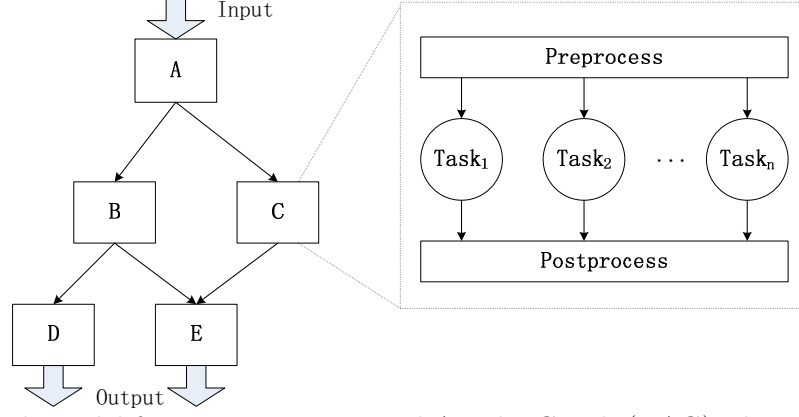 Input
A
B
C
D
E
Output
Preprocess
Task1
Task2
...
Taskn
Postprocess